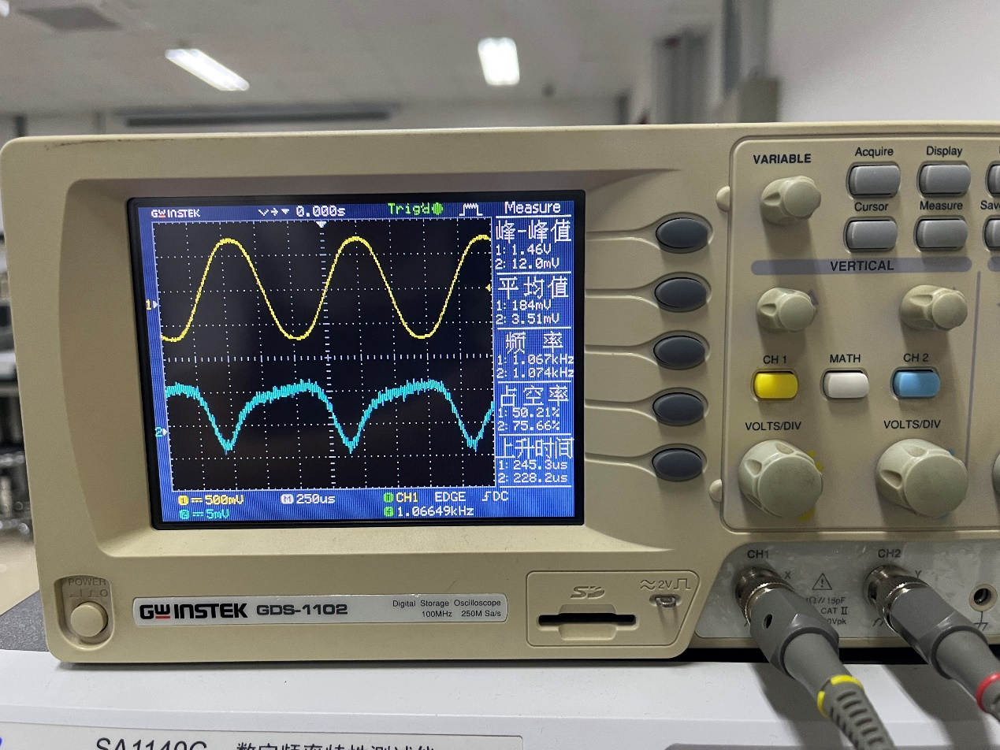 GWINSTEK 0.000s Trig'd Measure
峰-峰值
1: 1.46V
2: 12.0mV
平均值
1: 184mV
2: 3.51mV
频率
1: 1.067kHz
2: 1.074kHz
占空率
1: 50.21%
2: 75.66%
上升时间
1: 245.3us
2: 228.2us
1
2
1 500mV M 250us T CH1 EDGE DC
2 5mV 1.06649kHz
VARIABLE
Acquire Display
Cursor Measure Save
VERTICAL
CH 1 MATH CH 2
VOLTS/DIV VOLTS/DIV
CH1 CH2
X Y
15pF
CAT II
0Vpk
POWER
GWINSTEK GDS-1102
Digital Storage Oscilloscope
100MHz 250M Sa/s
SD
2V
SA1140C 数字频率特性测试